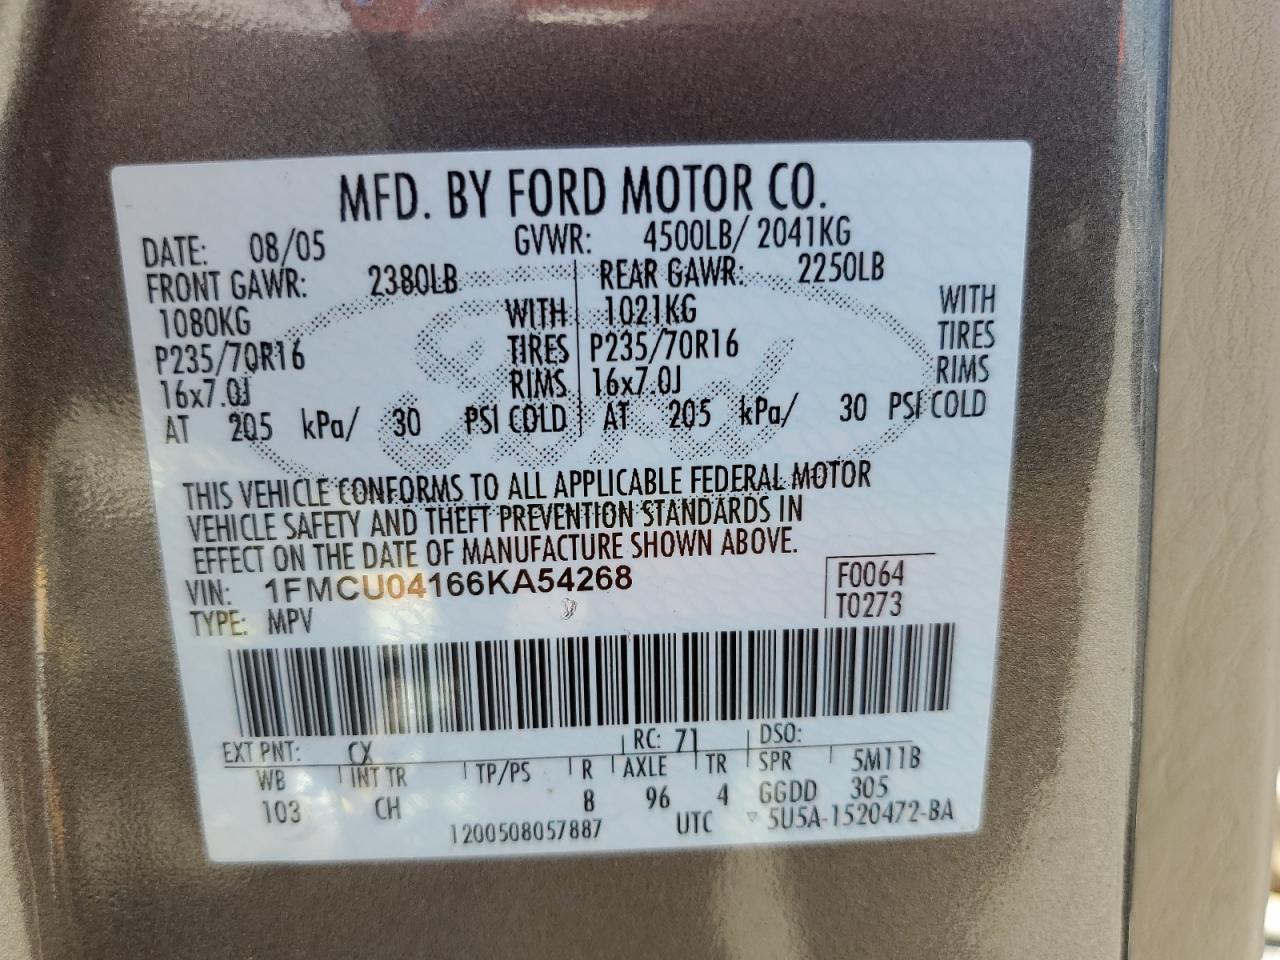 MFD. BY FORD MOTOR CO.
DATE: 08/05 GVWR: 4500LB/ 2041KG
FRONT GAWR: 2380LB REAR GAWR: 2250LB
1080KG WITH 1021KG WITH
P235/70R16 TIRES P235/70R16 TIRES
16x7.0J RIMS 16x7.0J RIMS
AT 205 kPa/ 30 PSI COLD AT 205 kPa/ 30 PSI COLD
Ford
THIS VEHICLE CONFORMS TO ALL APPLICABLE FEDERAL MOTOR
VEHICLE SAFETY AND THEFT PREVENTION STANDARDS IN
EFFECT ON THE DATE OF MANUFACTURE SHOWN ABOVE.
VIN: 1FMCU04166KA54268 F0064
TYPE: MPV T0273
EXT PNT: CX RC: 71 DSO:
WB INT TR TP/PS R AXLE TR SPR 5M11B
103 CH 8 96 4 GGDD 305
1200508057887 UTC ▽ 5U5A-1520472-BA